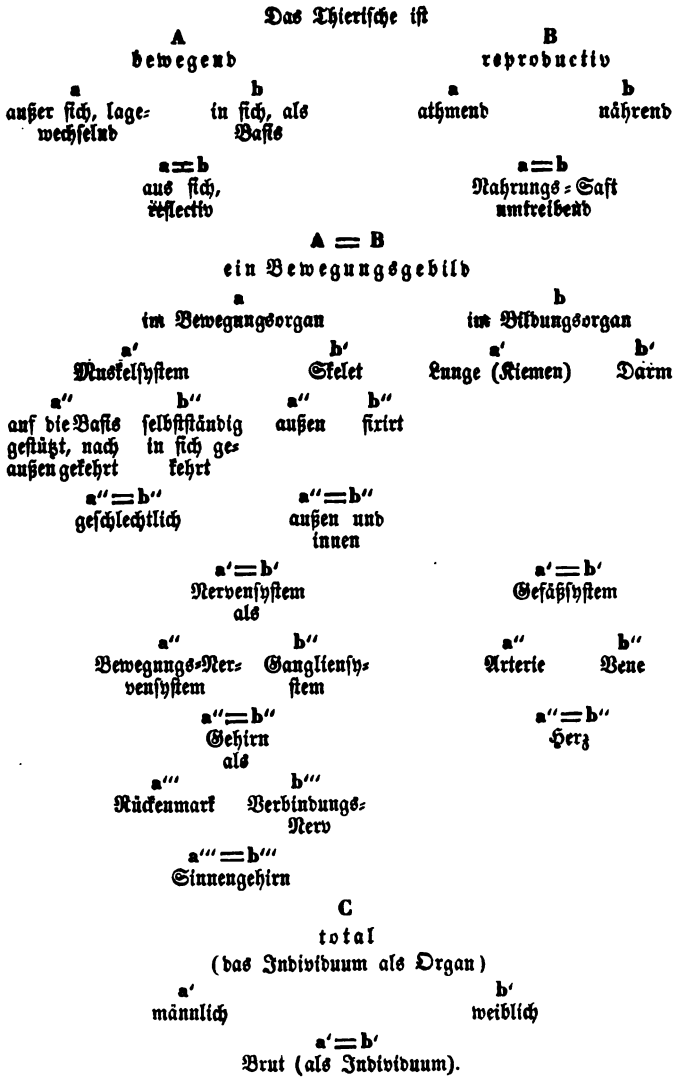 Das Thierische ist
A B
bewegend reproductiv
a b a b
außer sich, lage- in sich, als athmend nährend
wechselnd Basis
a=b a=b
aus sich, Nahrungs-Saft
reflectiv umtreibend
A = B
ein Bewegungsgebild
a b
im Bewegungsorgan im Bildungsorgan
a' b' a' b'
Muskelsystem Skelet Lunge (Kiemen) Darm
a'' b'' a'' b''
auf die Basis selbstständig außen fixirt
gestützt, nach in sich ge-
außen gekehrt kehrt
a''=b'' a''=b''
geschlechtlich außen und
innen
a'=b' a'=b'
Nervensystem Gefäßsystem
als
a'' b'' a'' b''
Bewegungs-Ner- Gangliensy- Arterie Vene
vensystem stem
a''=b'' a''=b''
Gehirn Herz
als
a''' b'''
Rückenmark Verbindungs-
Nerv
a'''=b'''
Sinnengehirn
C
total
(das Individuum als Organ)
a' b'
männlich weiblich
a'=b'
Brut (als Individuum).